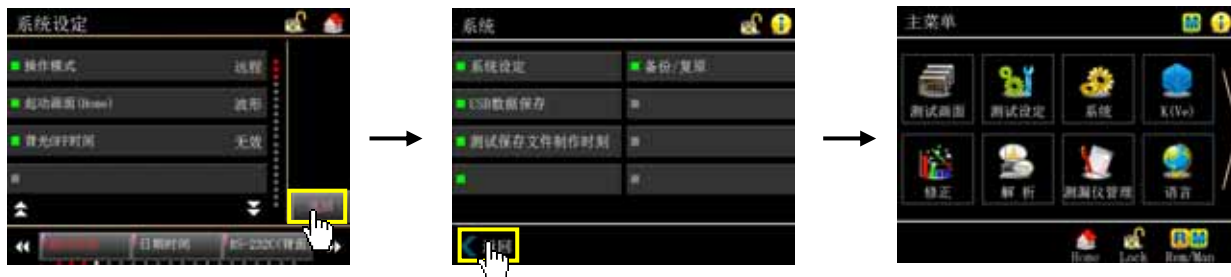 系统设定
操作模式 远程
起动画面(Home) 波形
背光OFF时间 无效
日期时间
RS-232C(背面)
系统
系统设定 备份/复原
USB数据保存
测试保存文件制作时刻
返回
主菜单
测试画面 测试设定 系统 K(Ve)
修正 解析 测漏仪管理 语言
Home Lock Rem/Man